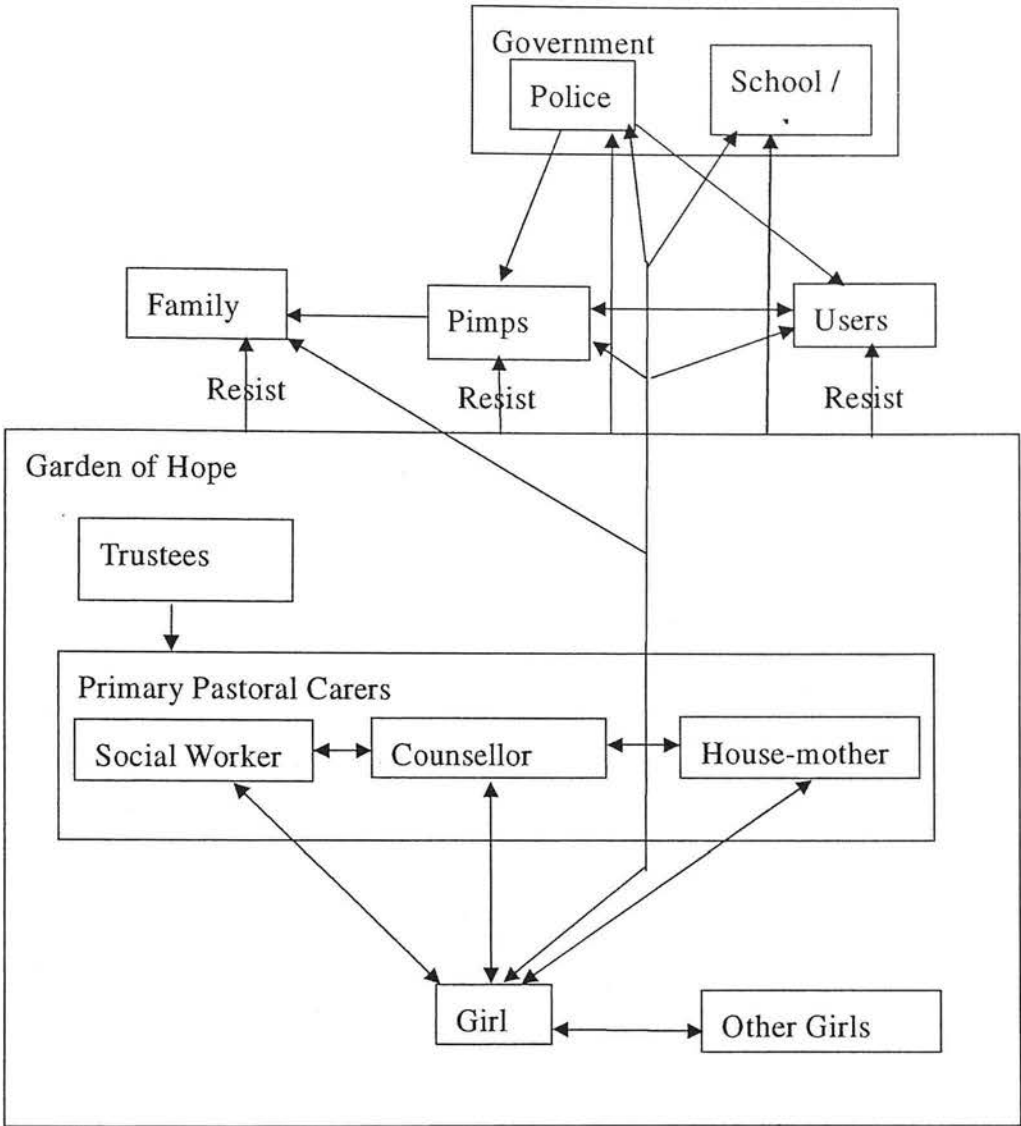 Government
Police
School /
Family
Pimps
Users
Resist
Resist
Resist
Garden of Hope
Trustees
Primary Pastoral Carers
Social Worker
Counsellor
House-mother
Girl
Other Girls